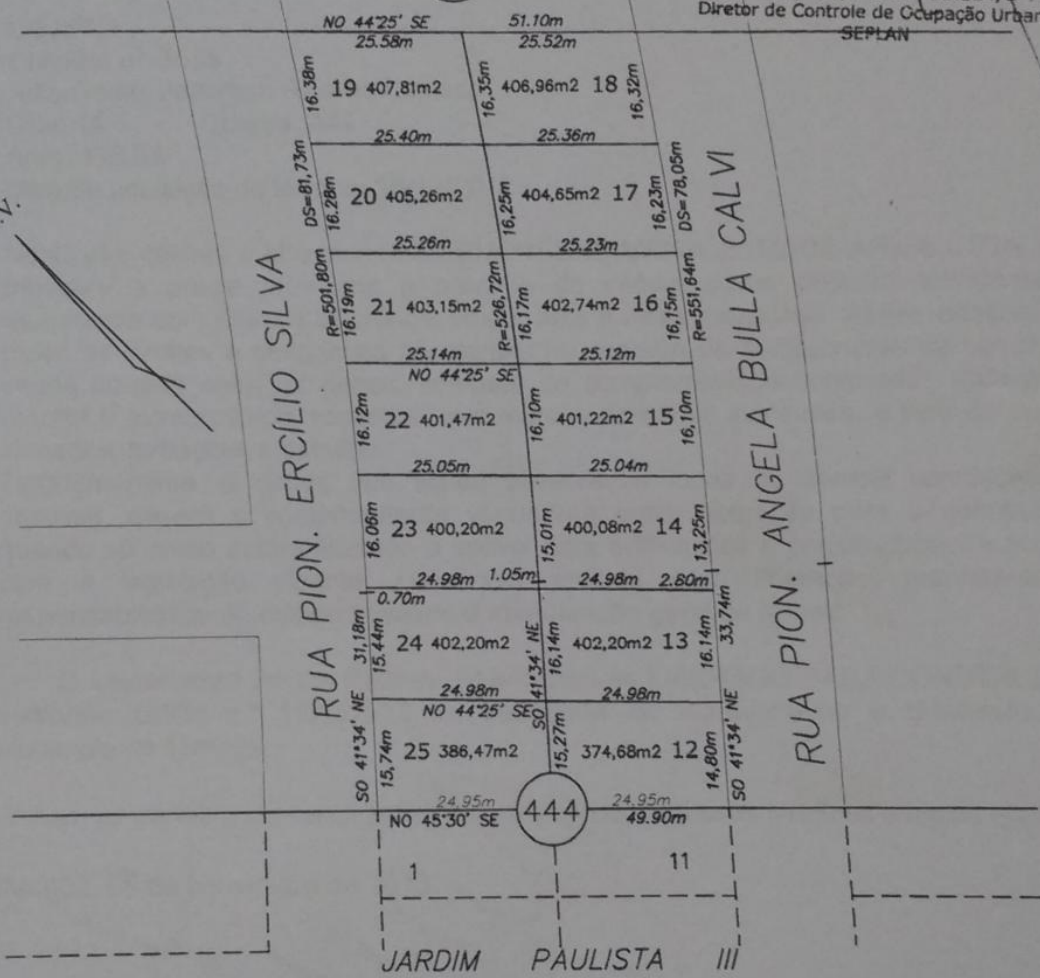 Diretor de Controle de Ocupação Urban
SEPLAN
NO 44°25' SE 51.10m
25.58m 25.52m
16.38m 19 407,81m2 16,35m 406,96m2 18 16,32m
25.40m 25.36m
DS=81,73m 16.28m 20 405,26m2 16,25m 404,65m2 17 16,23m DS=78,05m
25.26m 25.23m
R=501,80m 16.19m 21 403,15m2 R=526,72m 16,17m 402,74m2 16 16,15m R=551,64m
25.14m 25.12m
NO 44°25' SE
16.12m 22 401,47m2 16,10m 401,22m2 15 16,10m
25.05m 25.04m
16.06m 23 400,20m2 15,01m 400,08m2 14 13,25m
24.98m 1.05m 24.98m 2.80m
0.70m
31,18m 15.44m 24 402,20m2 16,14m 402,20m2 13 16.14m 33,74m
24.98m 24.98m
NO 44°25' SE
SO 41°34' NE 15,74m 25 386,47m2 SO 41°34' NE 15,27m 374,68m2 12 14,80m SO 41°34' NE
24,95m 444 24.95m
NO 45°30' SE 49.90m
1 11
JARDIM PAULISTA III
RUA PION. ERCÍLIO SILVA
RUA PION. ANGELA BULLA CALVI